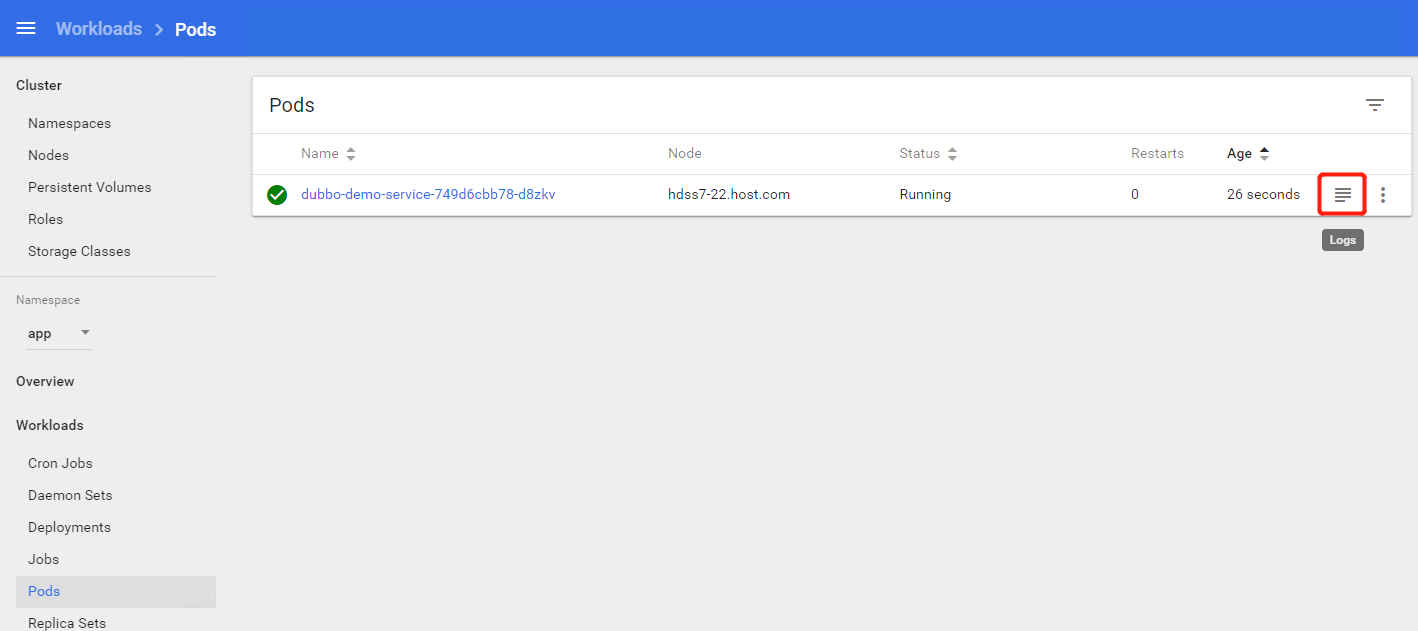 Workloads > Pods
Cluster
Namespaces
Nodes
Persistent Volumes
Roles
Storage Classes
Namespace
app
Overview
Workloads
Cron Jobs
Daemon Sets
Deployments
Jobs
Pods
Replica Sets
Pods
Name Node Status Restarts Age
dubbo-demo-service-749d6cbb78-d8zkv hdss7-22.host.com Running 0 26 seconds
Logs